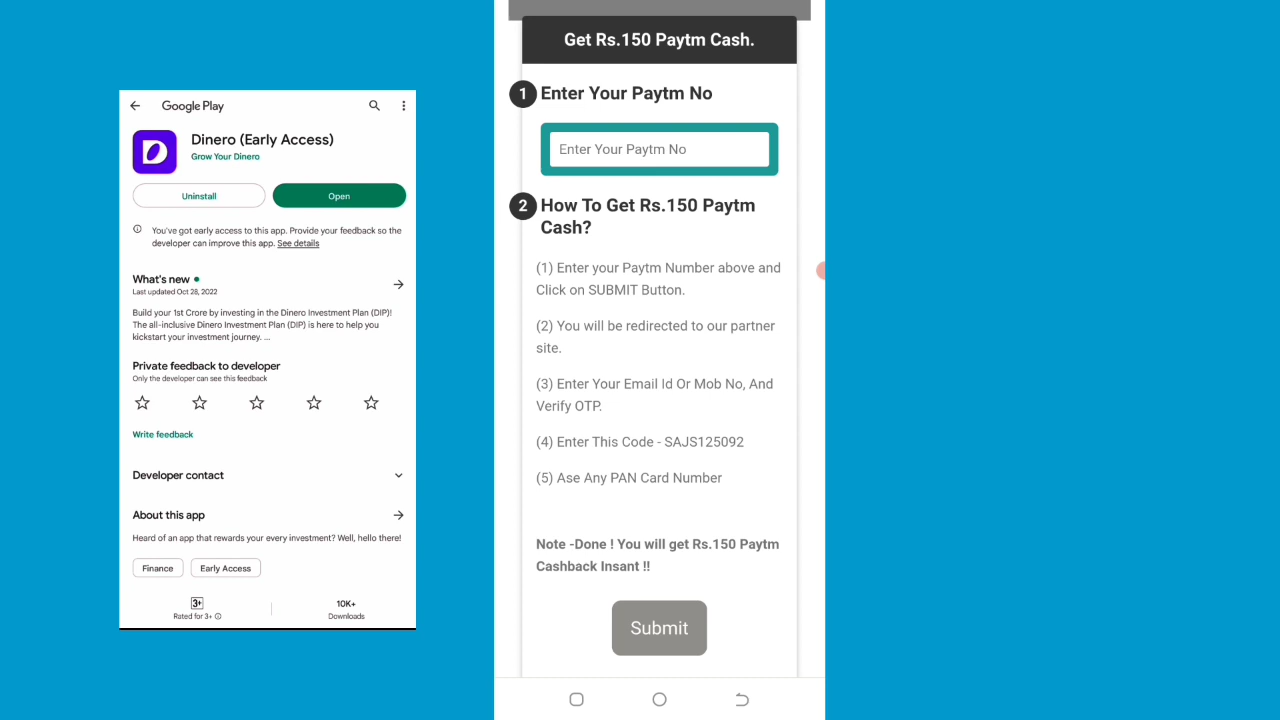 Google Play
Dinero (Early Access)
Grow Your Dinero
Uninstall
Open
You've got early access to this app. Provide your feedback so the
developer can improve this app. See details
What's new
Last updated Oct 28, 2022
Build your 1st Crore by investing in the Dinero Investment Plan (DIP)!
The all-inclusive Dinero Investment Plan (DIP) is here to help you
kickstart your investment journey. ...
Private feedback to developer
Only the developer can see this feedback
Write feedback
Developer contact
About this app
Heard of an app that rewards your every investment? Well, hello there!
Finance
Early Access
3+
Rated for 3+
10K+
Downloads
Get Rs.150 Paytm Cash.
1 Enter Your Paytm No
Enter Your Paytm No
2 How To Get Rs.150 Paytm
Cash?
(1) Enter your Paytm Number above and
Click on SUBMIT Button.
(2) You will be redirected to our partner
site.
(3) Enter Your Email Id Or Mob No, And
Verify OTP.
(4) Enter This Code - SAJS125092
(5) Ase Any PAN Card Number
Note -Done ! You will get Rs.150 Paytm
Cashback Insant !!
Submit